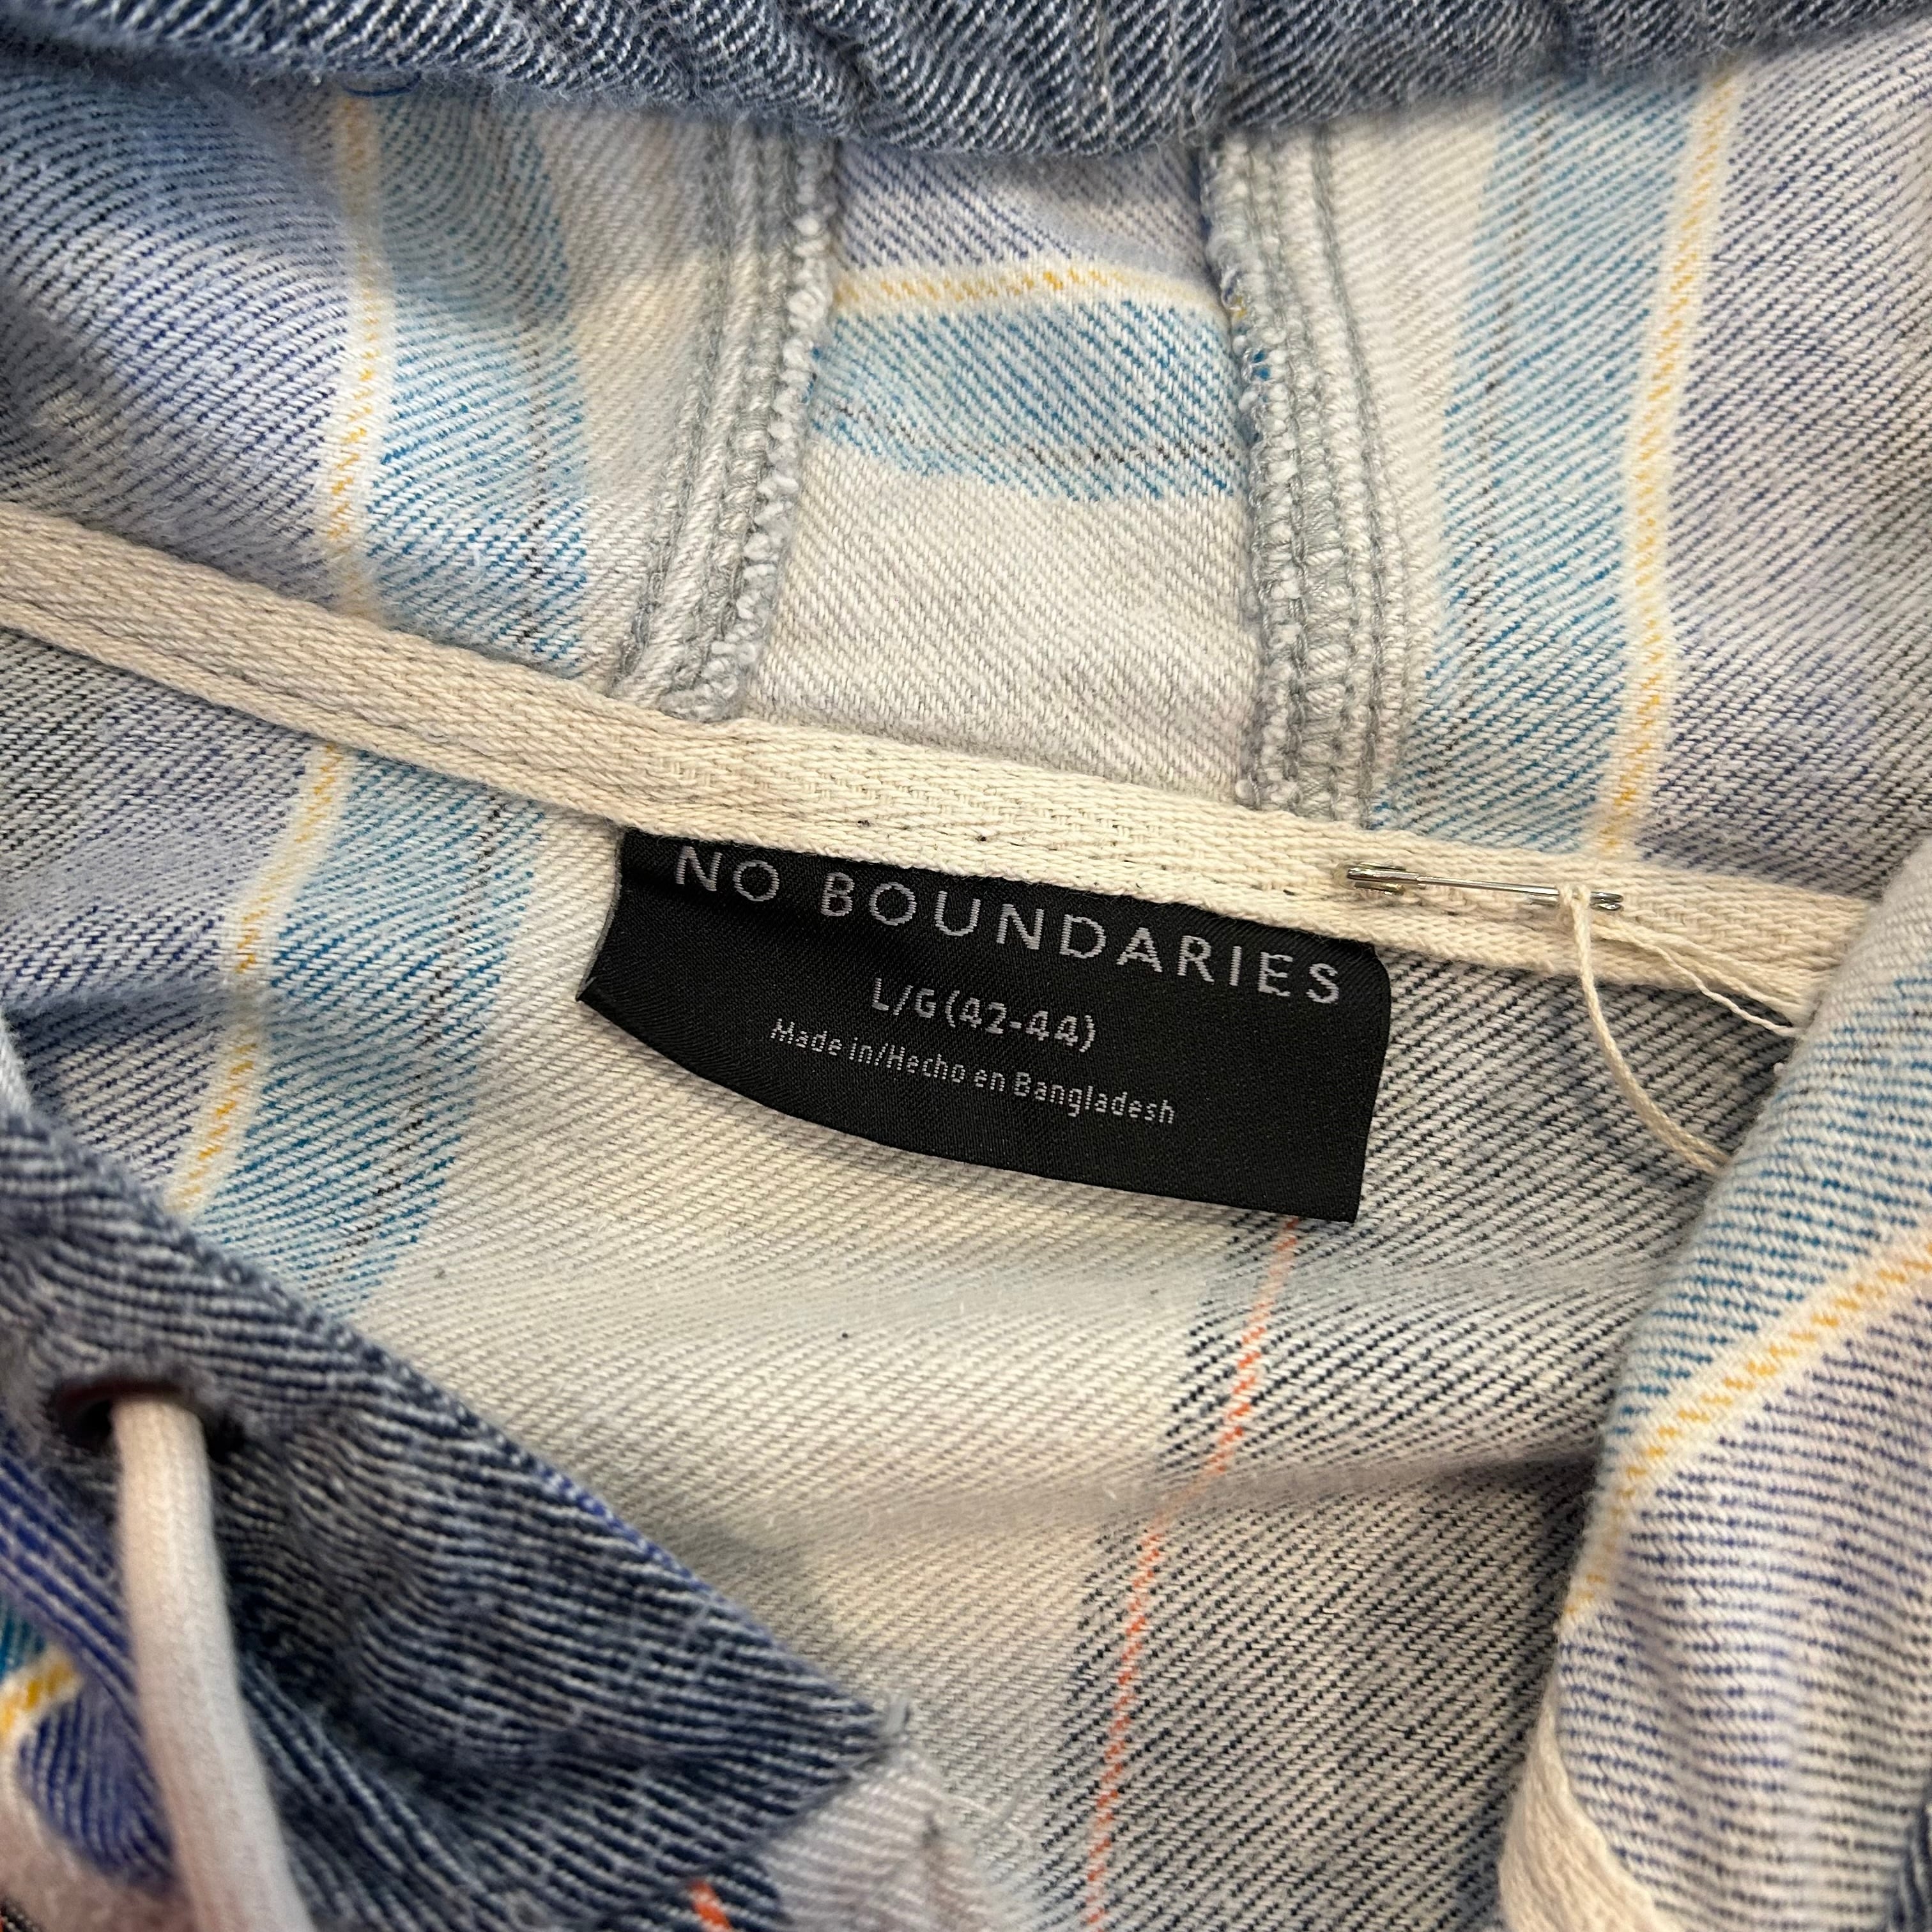 NO BOUNDARIES
L/G (42-44)
Made in/Hecho en Bangladesh